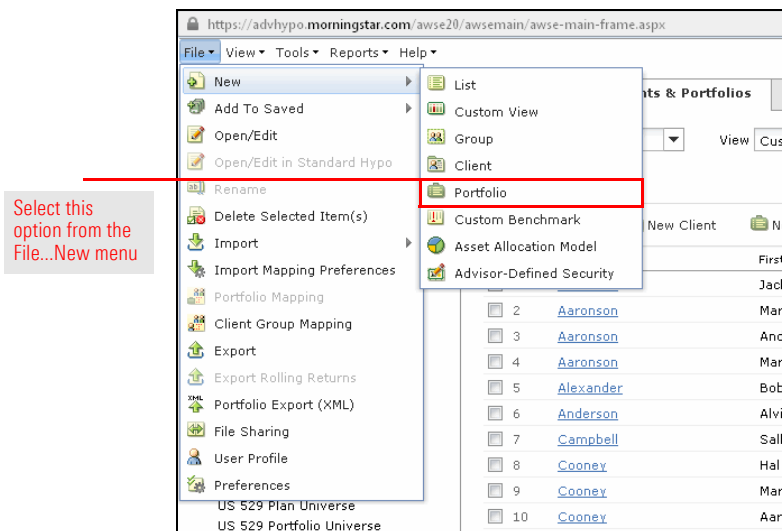 https://advhypo.morningstar.com/awse20/awsemain/awse-main-frame.aspx
File View Tools Reports Help
New
Add To Saved
Open/Edit
Open/Edit in Standard Hypo
Rename
Delete Selected Item(s)
Import
Import Mapping Preferences
Portfolio Mapping
Client Group Mapping
Export
Export Rolling Returns
XML Portfolio Export (XML)
File Sharing
User Profile
Preferences
US 529 Plan Universe
US 529 Portfolio Universe
List
Custom View
Group
Client
Portfolio
Custom Benchmark
Asset Allocation Model
Advisor-Defined Security
Select this
option from the
File...New menu
nts & Portfolios
View Cus
New Client N
First
Jac
2 Aaronson Mar
3 Aaronson And
4 Aaronson Mar
5 Alexander Bob
6 Anderson Alvi
7 Campbell Sall
8 Cooney Hal
9 Cooney Mar
10 Cooney Aar